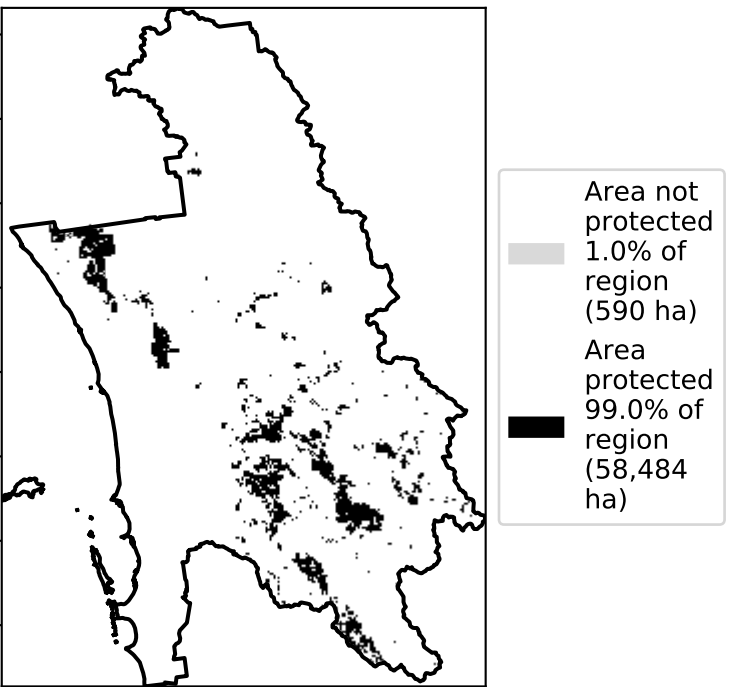 Area not
protected
1.0% of
region
(590 ha)
Area
protected
99.0% of
region
(58,484
ha)